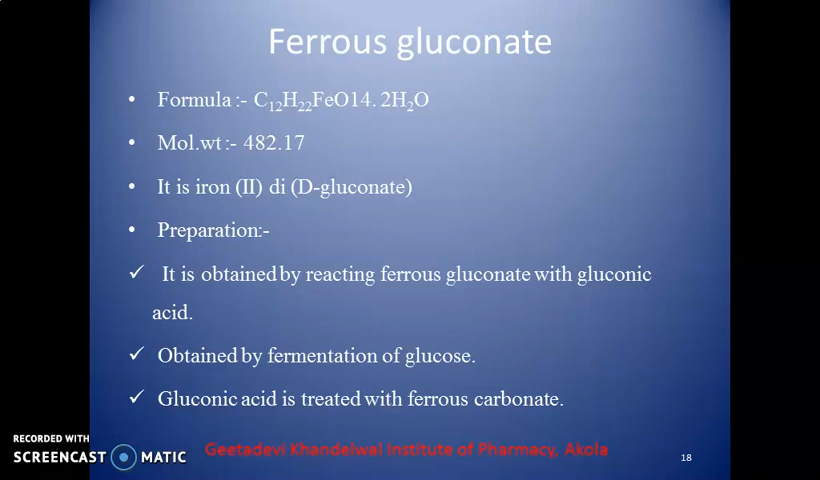 Ferrous gluconate
• Formula :- C₁₂H₂₂FeO14. 2H₂O
• Mol.wt :- 482.17
• It is iron (II) di (D-gluconate)
• Preparation:-
✓ It is obtained by reacting ferrous gluconate with gluconic
acid.
✓ Obtained by fermentation of glucose.
✓ Gluconic acid is treated with ferrous carbonate.
RECORDED WITH
SCREENCAST MATIC
Geetadevi Khandelwal Institute of Pharmacy, Akola
18